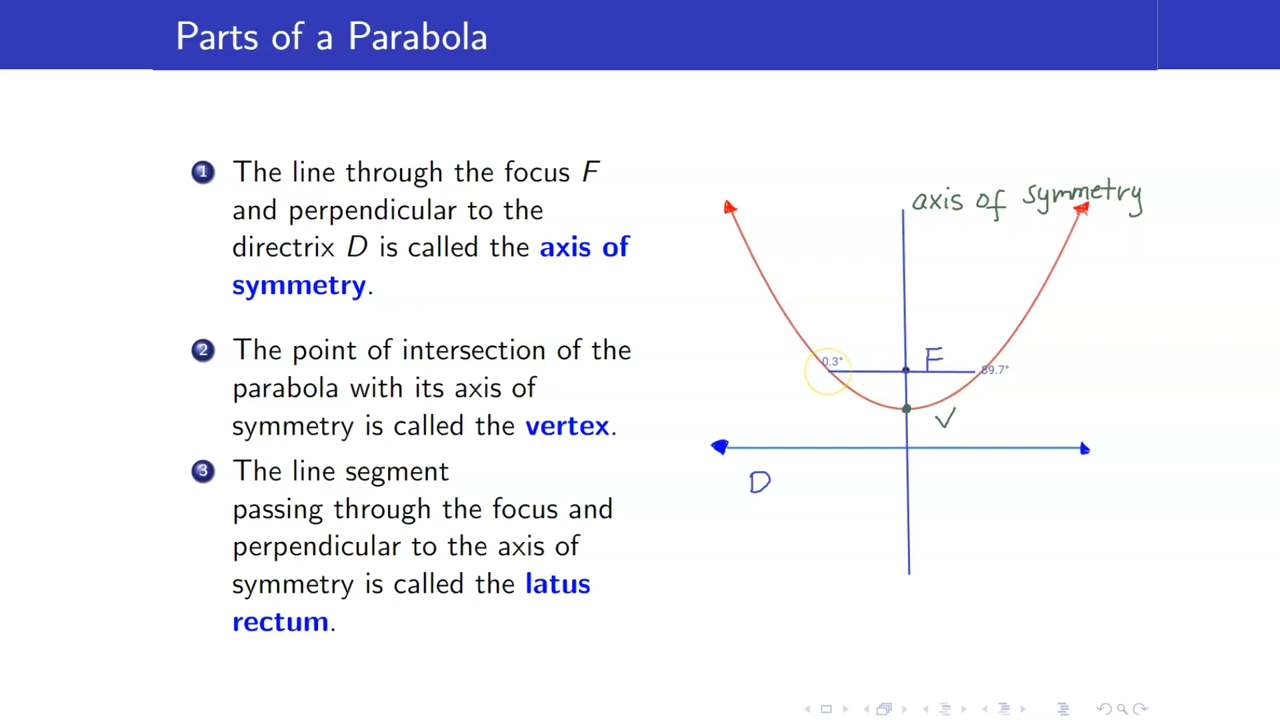 Parts of a Parabola
1 The line through the focus F
and perpendicular to the
directrix D is called the axis of
symmetry.
2 The point of intersection of the
parabola with its axis of
symmetry is called the vertex.
3 The line segment
passing through the focus and
perpendicular to the axis of
symmetry is called the latus
rectum.
axis of symmetry
0.3°
F
89.7°
V
D